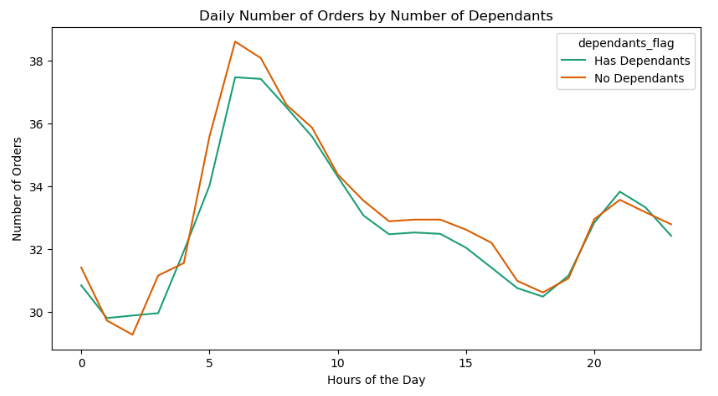 Daily Number of Orders by Number of Dependants
dependants_flag
Has Dependants
No Dependants
38
36
34
32
30
Number of Orders
0 5 10 15 20
Hours of the Day